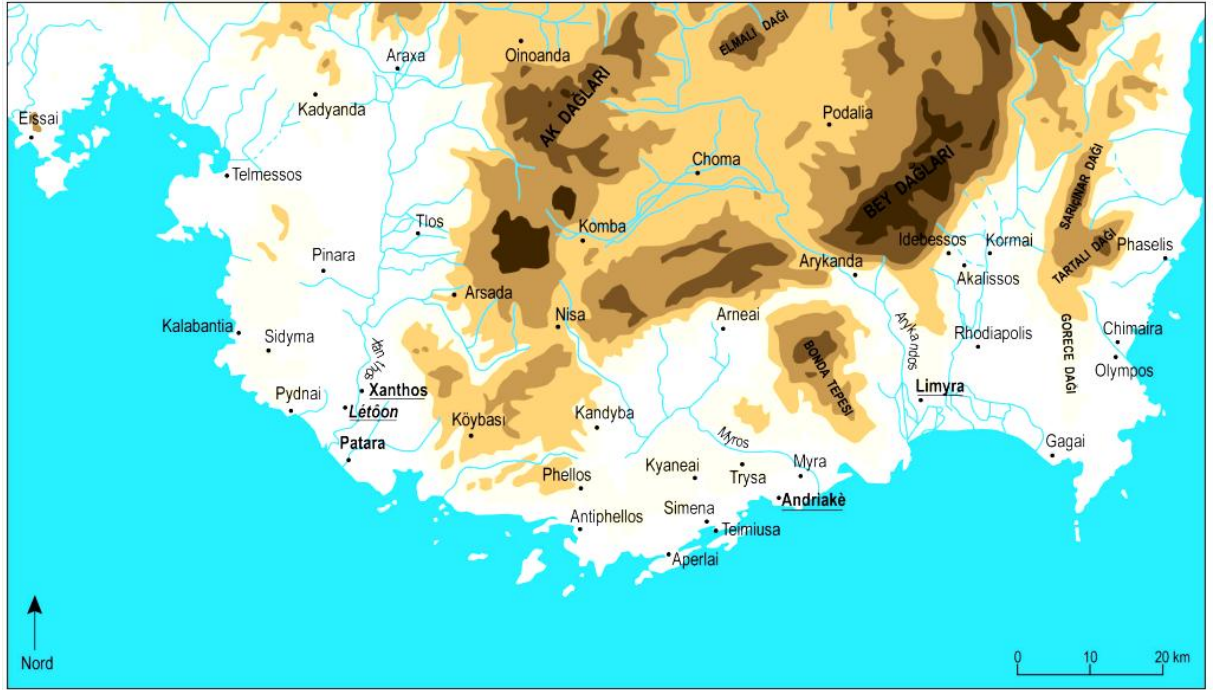 Araxa
Oinoanda
ELMALI DAĞI
Kadyanda
AK DAĞLARI
Podalia
Eissai
Choma
Telmessos
BEY DAĞLARI
SARIÇINAR DAĞI
Tlos
Komba
Idebessos
Kormai
Phaselis
Pinara
Arykanda
Akalissos
TARTALI DAĞI
Arsada
Nisa
Arneai
Arykandos
Kalabantia
Sidyma
Rhodiapolis
GORECE DAĞI
Chimaira
Olympos
Xanthos
BONDA TEPESI
Xanthos
Limyra
Pydnai
Létôon
Köybasi
Kandyba
Patara
Myros
Gagai
Phellos
Kyaneai
Trysa
Myra
Andriakè
Antiphellos
Simena
Teimiusa
Aperlai
Nord
0 10 20 km